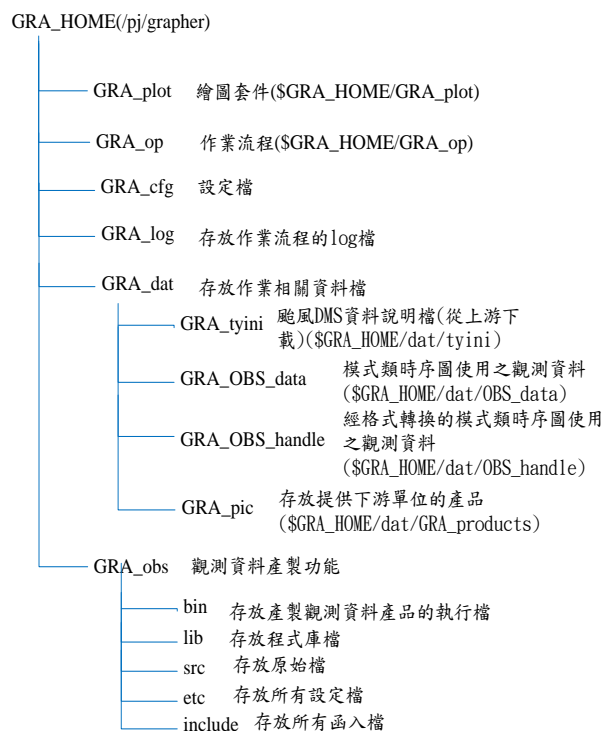 GRA_HOME(/pj/grapher)
GRA_plot 繪圖套件($GRA_HOME/GRA_plot)
GRA_op 作業流程($GRA_HOME/GRA_op)
GRA_cfg 設定檔
GRA_log 存放作業流程的log檔
GRA_dat 存放作業相關資料檔
GRA_tyini 颱風DMS資料說明檔(從上游下
載)($GRA_HOME/dat/tyini)
GRA_OBS_data 模式類時序圖使用之觀測資料
($GRA_HOME/dat/OBS_data)
GRA_OBS_handle 經格式轉換的模式類時序圖使用
之觀測資料
($GRA_HOME/dat/OBS_handle)
GRA_pic 存放提供下游單位的產品
($GRA_HOME/dat/GRA_products)
GRA_obs 觀測資料產製功能
bin 存放產製觀測資料產品的執行檔
lib 存放程式庫檔
src 存放原始檔
etc 存放所有設定檔
include 存放所有函入檔